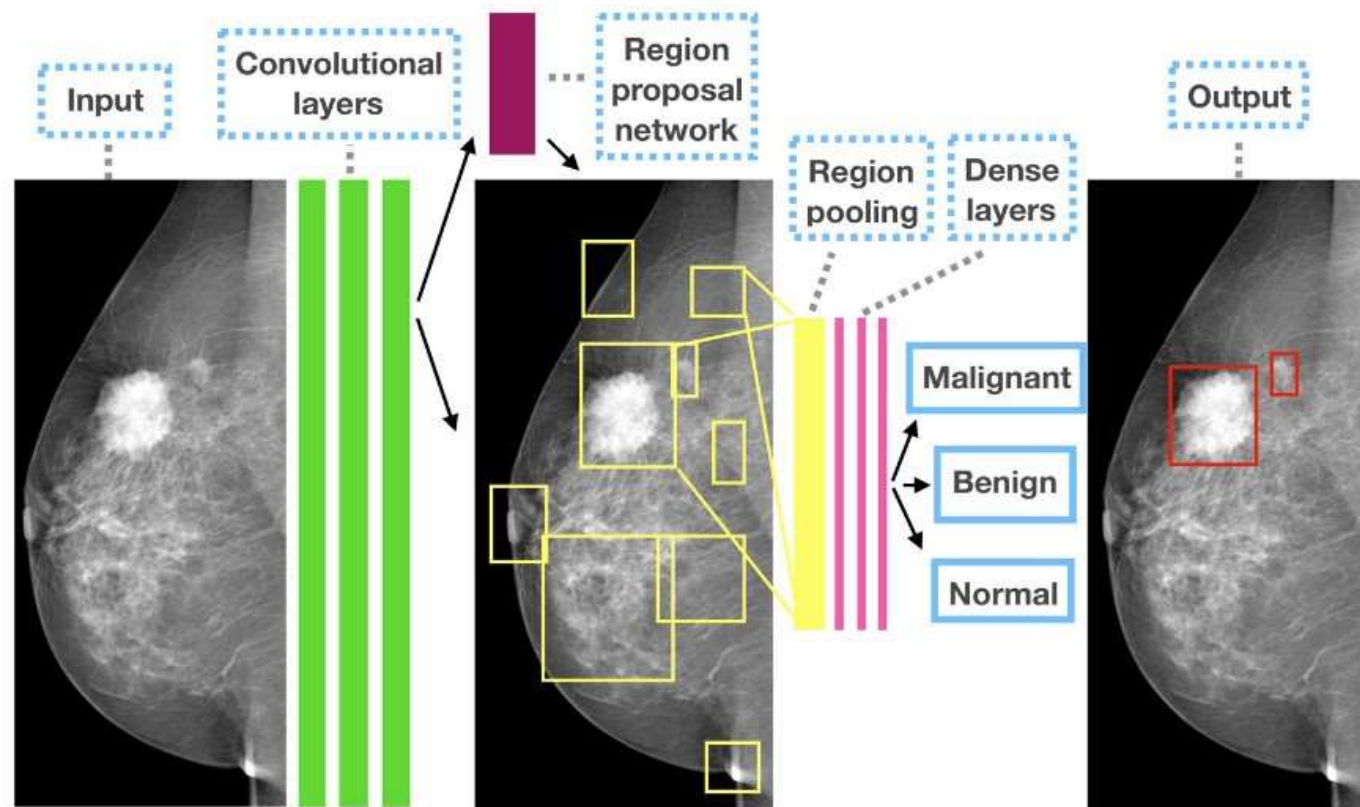 Input
Convolutional
layers
Region
proposal
network
Region
pooling
Dense
layers
Malignant
Benign
Normal
Output